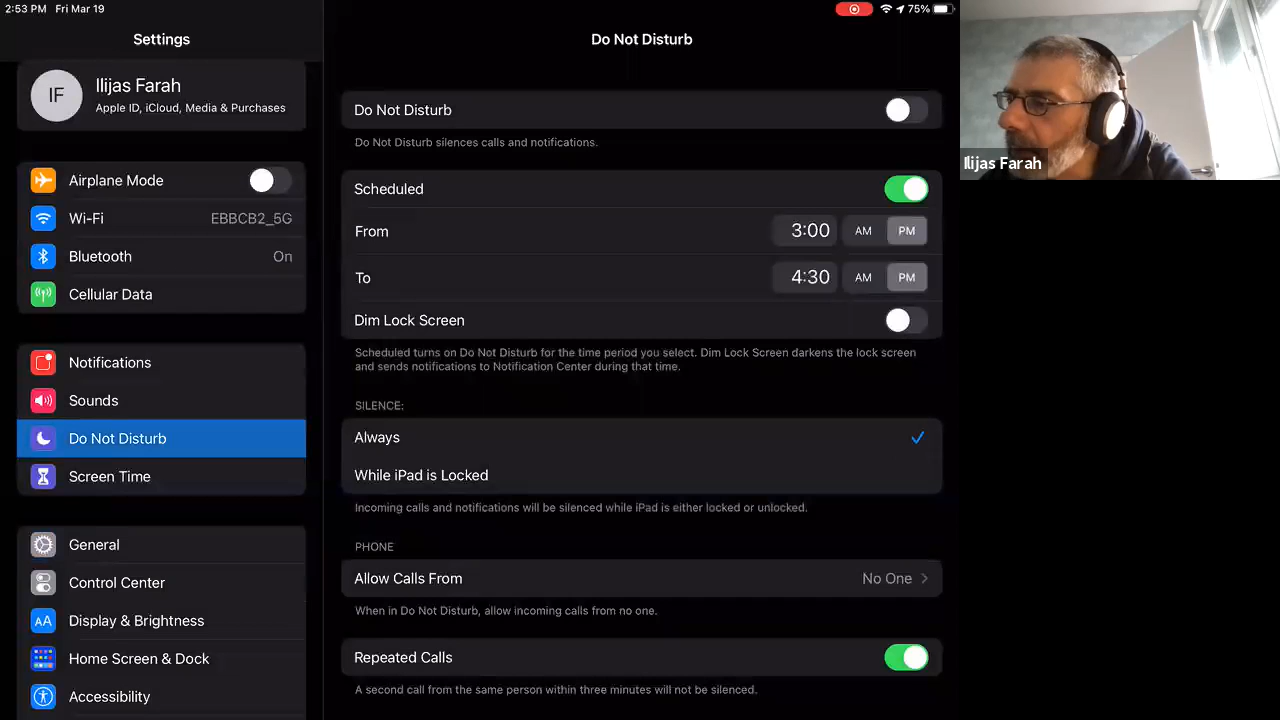 2:53 PM Fri Mar 19
75%
Settings
IF
Ilijas Farah
Apple ID, iCloud, Media & Purchases
Airplane Mode
Wi-Fi EBBCB2_5G
Bluetooth On
Cellular Data
Notifications
Sounds
Do Not Disturb
Screen Time
General
Control Center
AA Display & Brightness
Home Screen & Dock
Accessibility
Do Not Disturb
Do Not Disturb
Do Not Disturb silences calls and notifications.
Scheduled
From 3:00 AM PM
To 4:30 AM PM
Dim Lock Screen
Scheduled turns on Do Not Disturb for the time period you select. Dim Lock Screen darkens the lock screen
and sends notifications to Notification Center during that time.
SILENCE:
Always
While iPad is Locked
Incoming calls and notifications will be silenced while iPad is either locked or unlocked.
PHONE
Allow Calls From No One
When in Do Not Disturb, allow incoming calls from no one.
Repeated Calls
A second call from the same person within three minutes will not be silenced.
Ilijas Farah